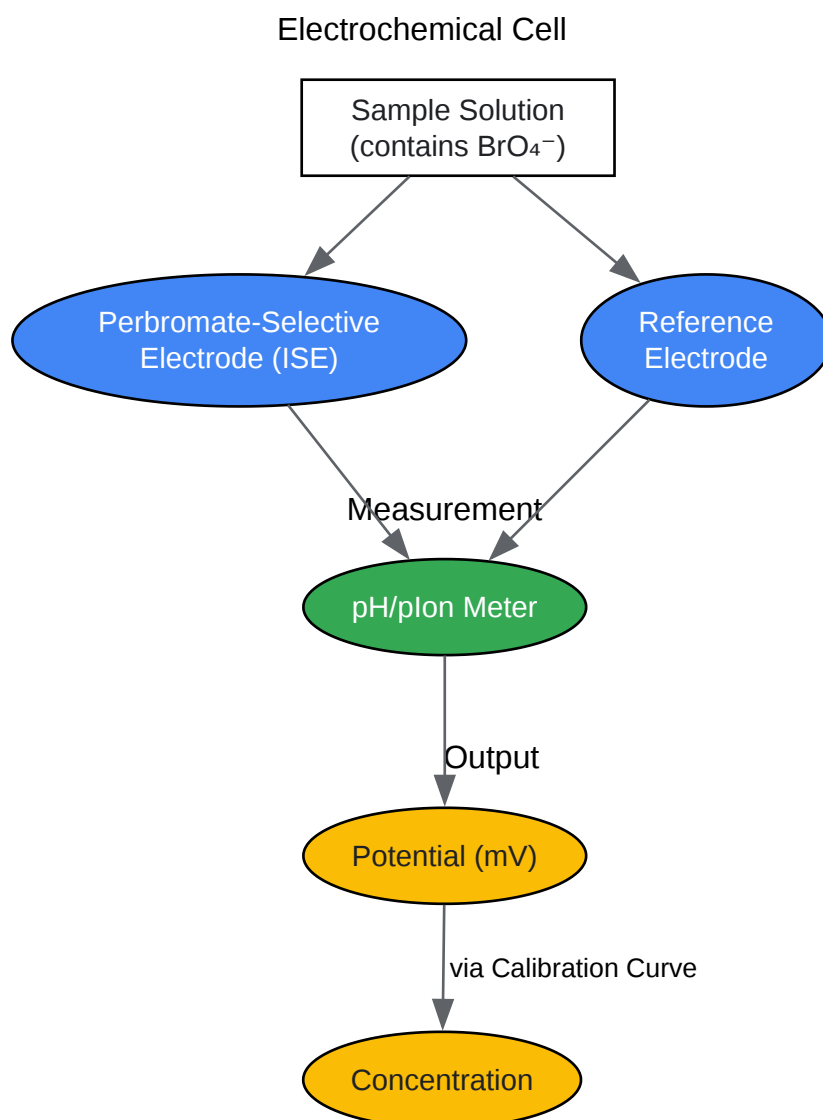 Electrochemical Cell
Sample Solution
(contains BrO₄⁻)
Perbromate-Selective
Electrode (ISE)
Reference
Electrode
Measurement
pH/pIon Meter
Output
Potential (mV)
via Calibration Curve
Concentration